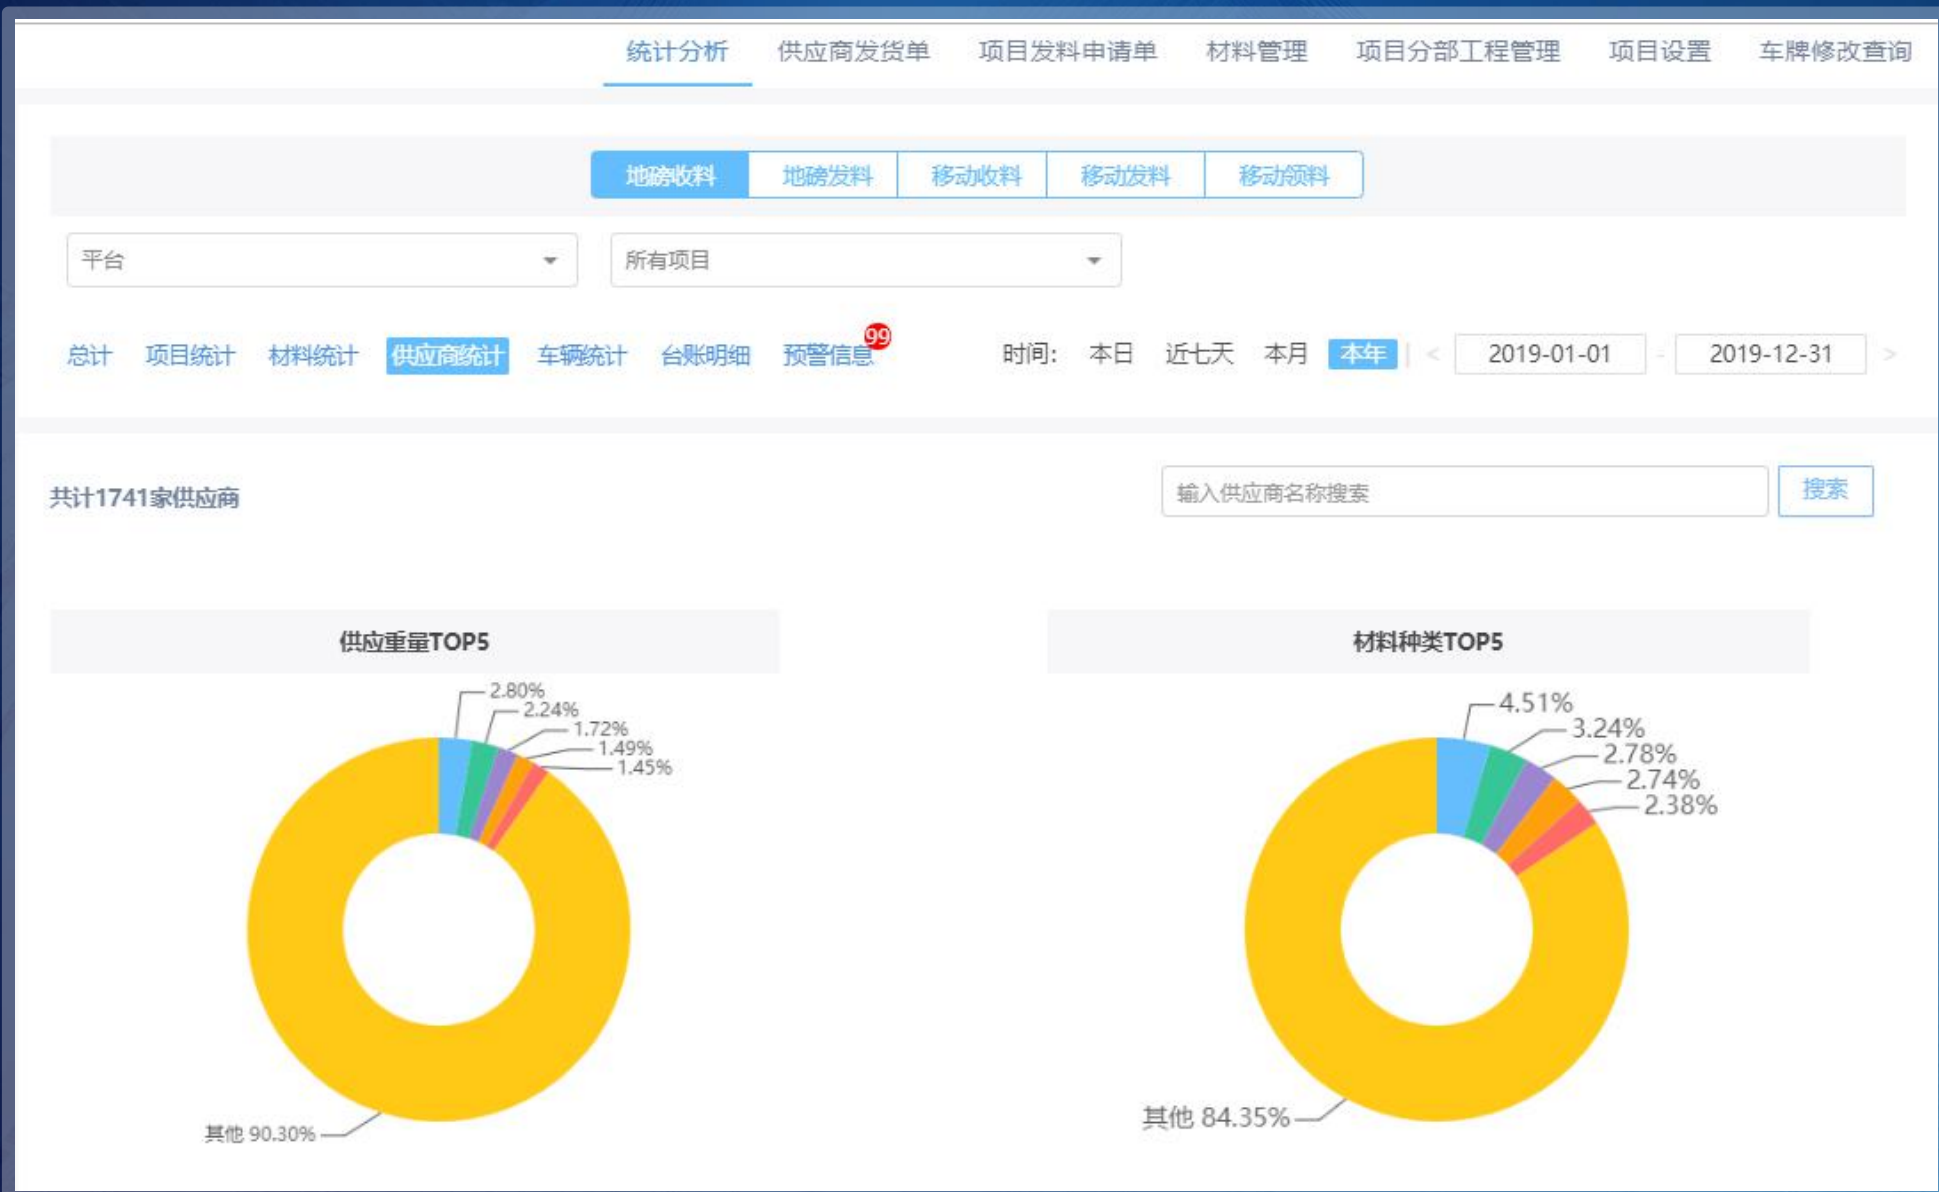 统计分析 供应商发货单 项目发料申请单 材料管理 项目分部工程管理 项目设置 车牌修改查询
地磅收料 地磅发料 移动收料 移动发料 移动领料
平台 所有项目
总计 项目统计 材料统计 供应商统计 车辆统计 台账明细 预警信息 99 时间: 本日 近七天 本月 本年 | < 2019-01-01 - 2019-12-31 >
共计1741家供应商 输入供应商名称搜索 搜索
供应重量TOP5
2.80%
2.24%
1.72%
1.49%
1.45%
其他 90.30%
材料种类TOP5
4.51%
3.24%
2.78%
2.74%
2.38%
其他 84.35%